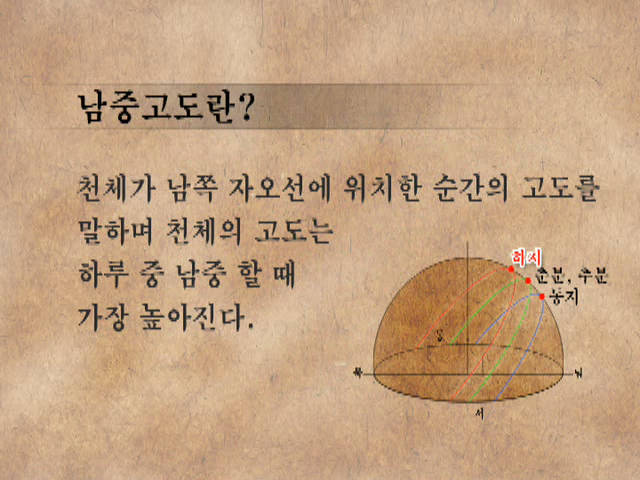 남중고도란?
천체가 남쪽 자오선에 위치한 순간의 고도를
말하며 천체의 고도는
하루 중 남중 할 때
가장 높아진다.
하지
춘분, 추분
동지
동
북
남
서